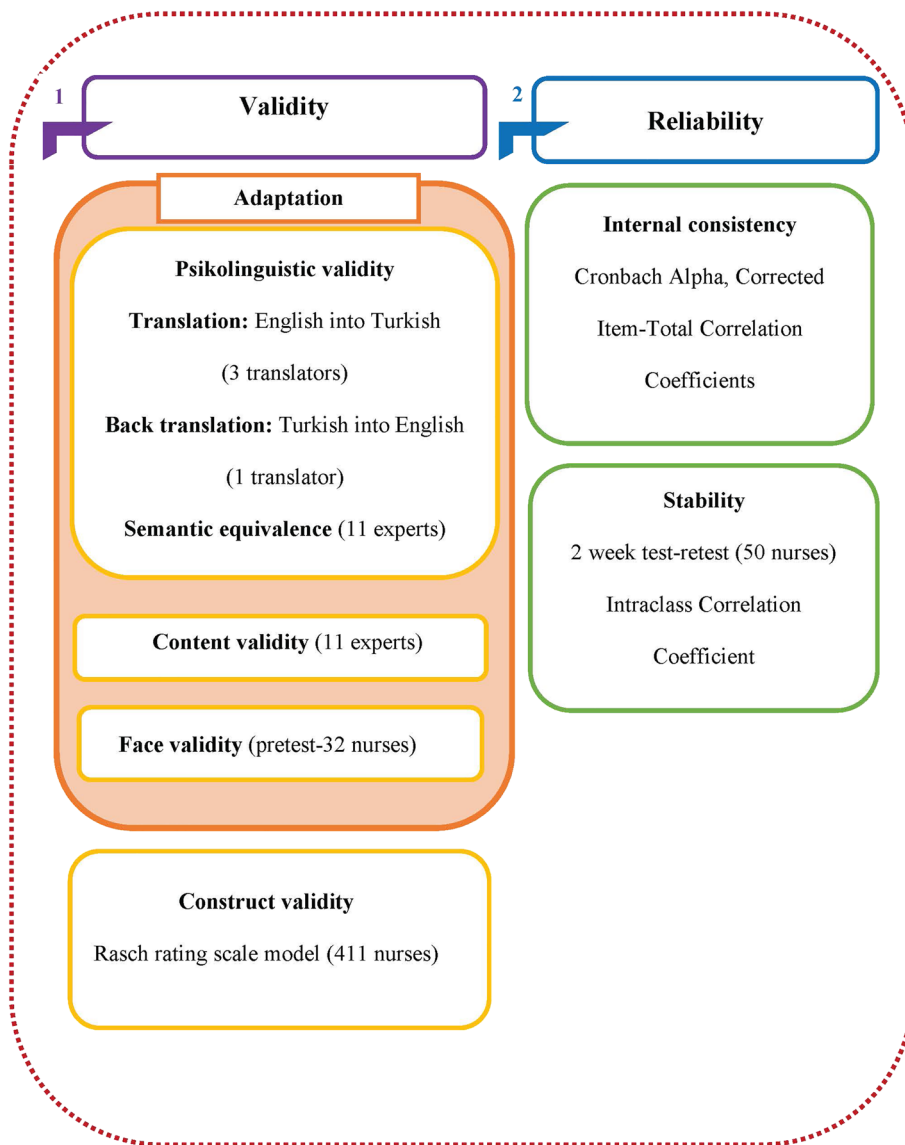 1
Validity
Adaptation
Psikolinguistic validity
Translation: English into Turkish
(3 translators)
Back translation: Turkish into English
(1 translator)
Semantic equivalence (11 experts)
Content validity (11 experts)
Face validity (pretest-32 nurses)
Construct validity
Rasch rating scale model (411 nurses)
2
Reliability
Internal consistency
Cronbach Alpha, Corrected
Item-Total Correlation
Coefficients
Stability
2 week test-retest (50 nurses)
Intraclass Correlation
Coefficient